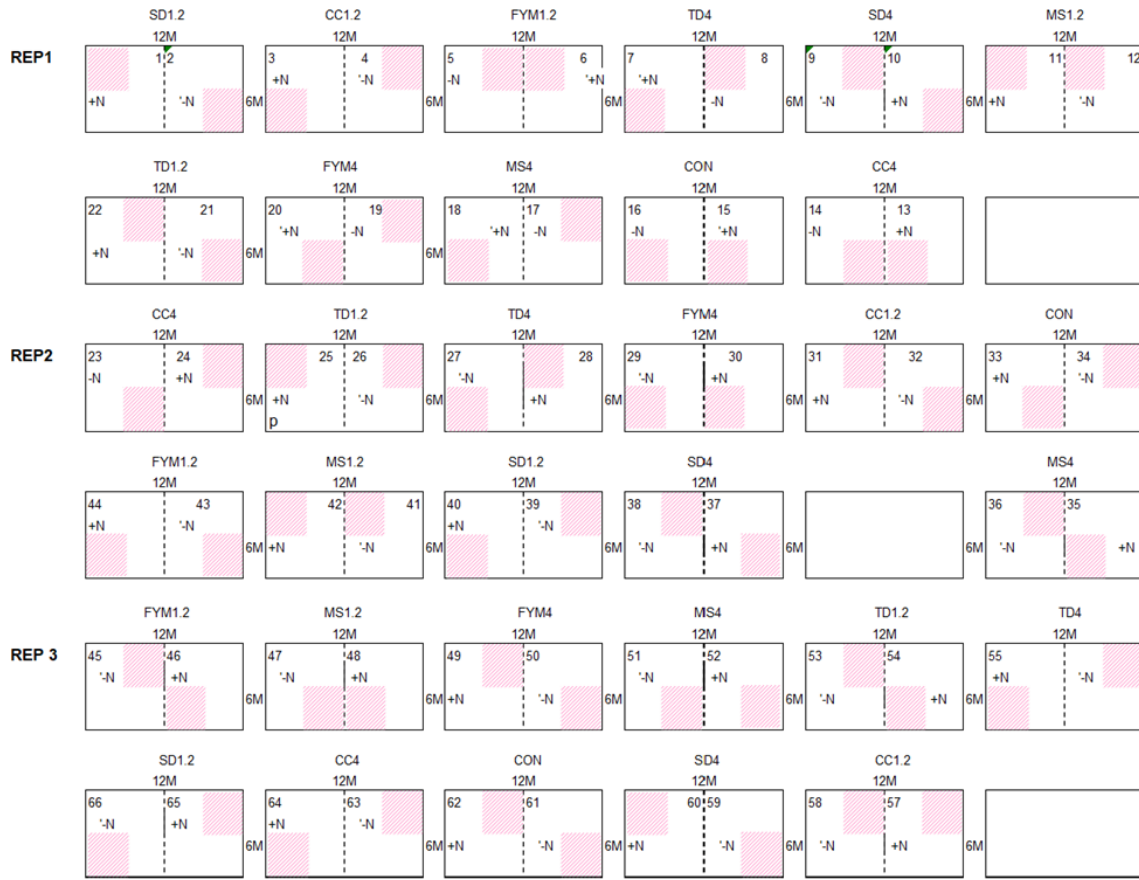 SD1.2 CC1.2 FYM1.2 TD4 SD4 MS1.2
12M 12M 12M 12M 12M 12M
REP1 1 2 3 4 5 6 7 8 9 10 11 12
+N '-N 6M +N '-N 6M -N '+N 6M '+N -N 6M '-N +N 6M +N '-N
TD1.2 FYM4 MS4 CON CC4
12M 12M 12M 12M 12M
22 21 20 19 18 17 16 15 14 13
+N '-N 6M '+N -N 6M '+N -N 6M -N '+N 6M -N +N 6M
CC4 TD1.2 TD4 FYM4 CC1.2 CON
12M 12M 12M 12M 12M 12M
REP2 23 24 25 26 27 28 29 30 31 32 33 34
-N +N 6M +N '-N 6M '-N +N 6M '-N +N 6M +N '-N 6M +N '-N
p
FYM1.2 MS1.2 SD1.2 SD4 MS4
12M 12M 12M 12M 12M
44 43 42 41 40 39 38 37 36 35
+N '-N 6M +N '-N 6M +N '-N 6M '-N +N 6M 6M '-N +N
FYM1.2 MS1.2 FYM4 MS4 TD1.2 TD4
12M 12M 12M 12M 12M 12M
REP 3 45 46 47 48 49 50 51 52 53 54 55
'-N +N 6M '-N +N 6M +N '-N 6M '-N +N 6M '-N +N 6M +N '-N
SD1.2 CC4 CON SD4 CC1.2
12M 12M 12M 12M 12M
66 65 64 63 62 61 60 59 58 57
'-N +N 6M +N '-N 6M +N '-N 6M +N '-N 6M '-N +N 6M